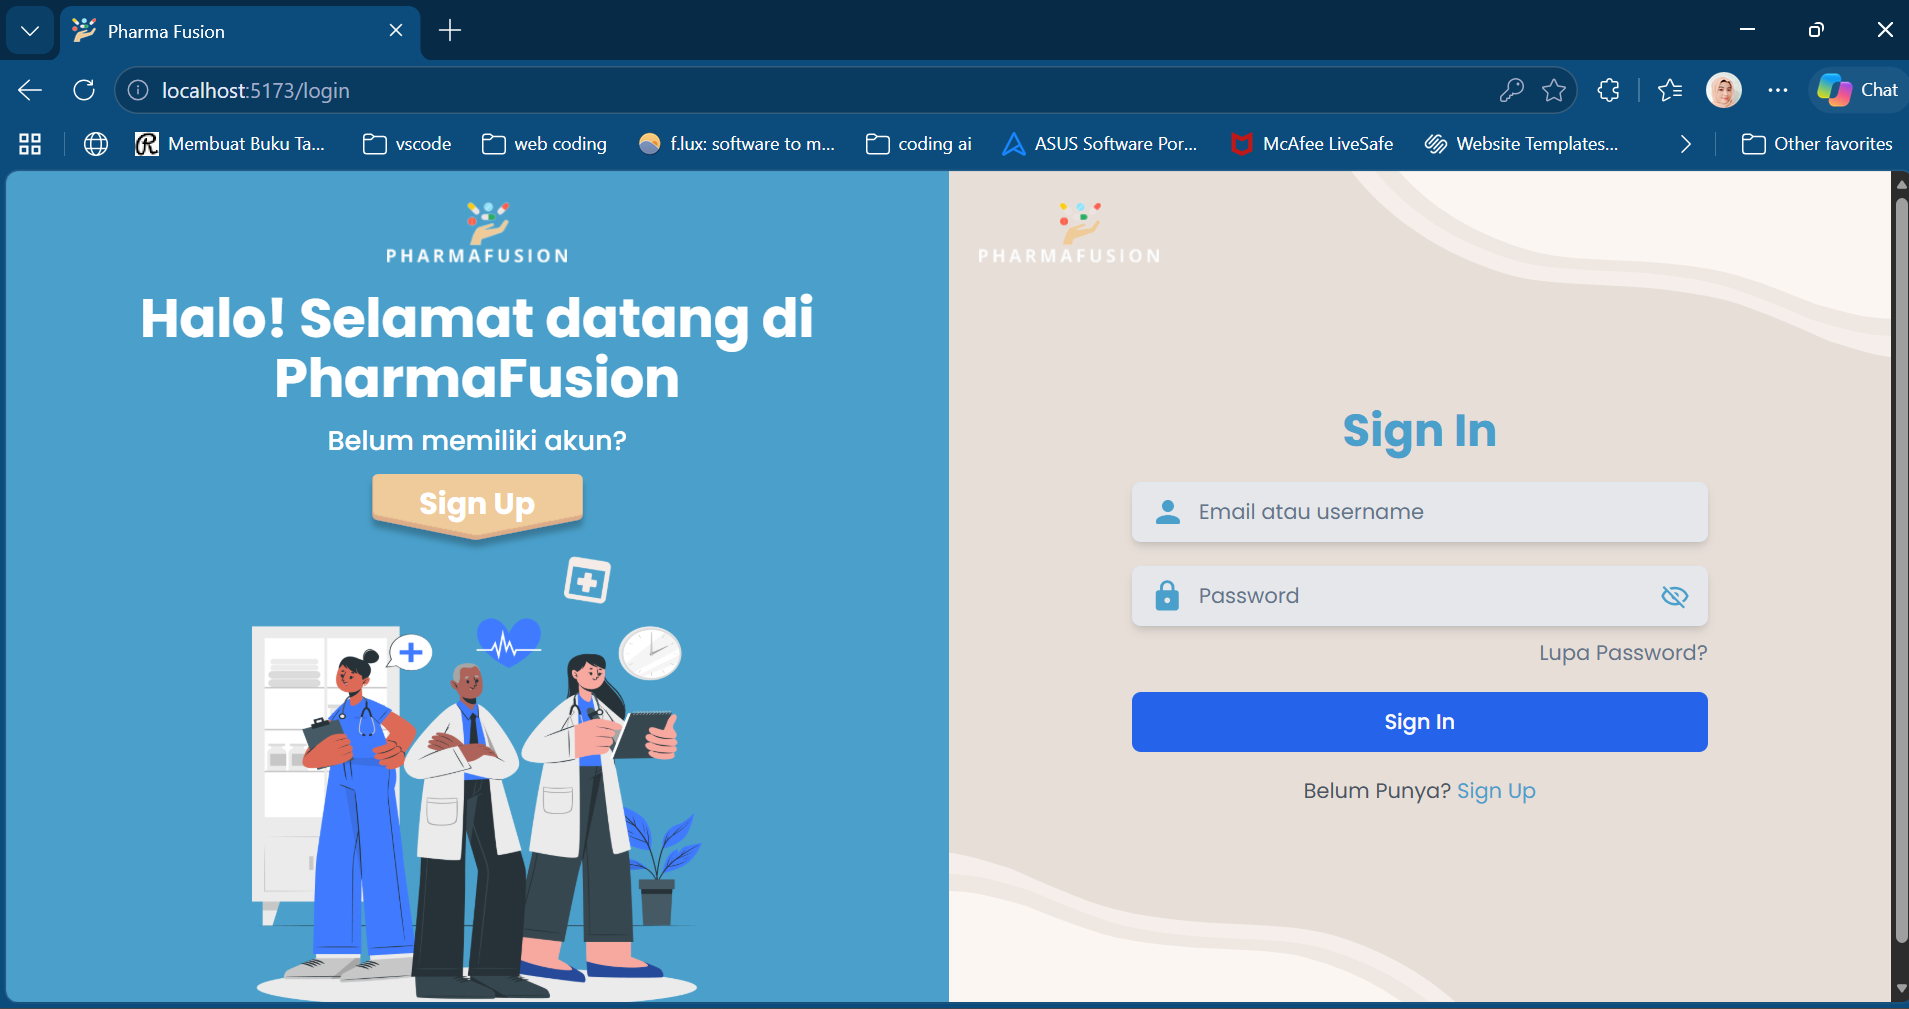 Pharma Fusion
localhost:5173/login
Chat
Membuat Buku Ta...
vscode
web coding
f.lux: software to m...
coding ai
ASUS Software Por...
McAfee LiveSafe
Website Templates...
Other favorites
PHARMAFUSION
Halo! Selamat datang di
PharmaFusion
Belum memiliki akun?
Sign Up
PHARMAFUSION
Sign In
Email atau username
Password
Lupa Password?
Sign In
Belum Punya? Sign Up